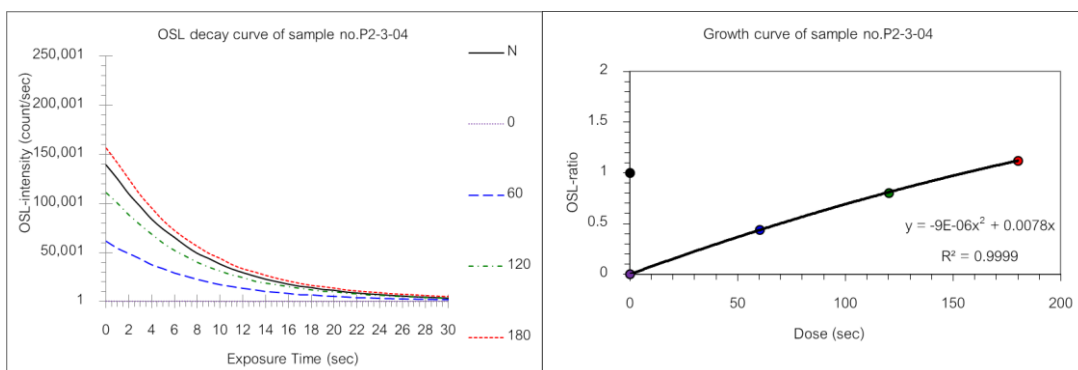 OSL decay curve of sample no.P2-3-04
OSL-intensity (count/sec)
250,001
200,001
150,001
100,001
50,001
1
0 2 4 6 8 10 12 14 16 18 20 22 24 26 28 30
Exposure Time (sec)
N
0
60
120
180
Growth curve of sample no.P2-3-04
OSL-ratio
2
1.5
1
0.5
0
0 50 100 150 200
Dose (sec)
y = -9E-06x² + 0.0078x
R² = 0.9999